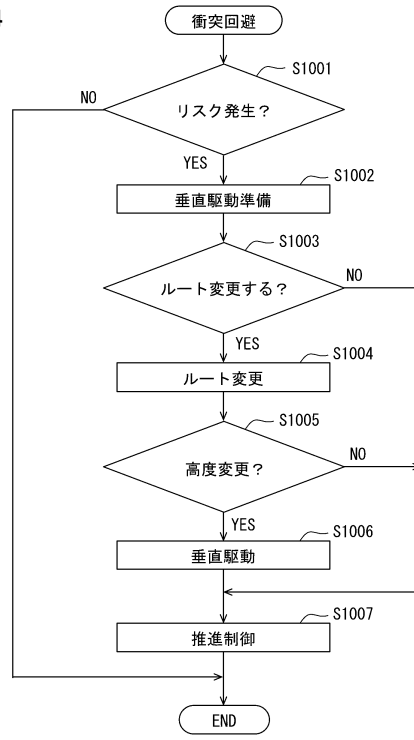 衝突回避
S1001
リスク発生？
NO
YES
S1002
垂直駆動準備
S1003
ルート変更する？
NO
YES
S1004
ルート変更
S1005
高度変更？
NO
YES
S1006
垂直駆動
S1007
推進制御
END